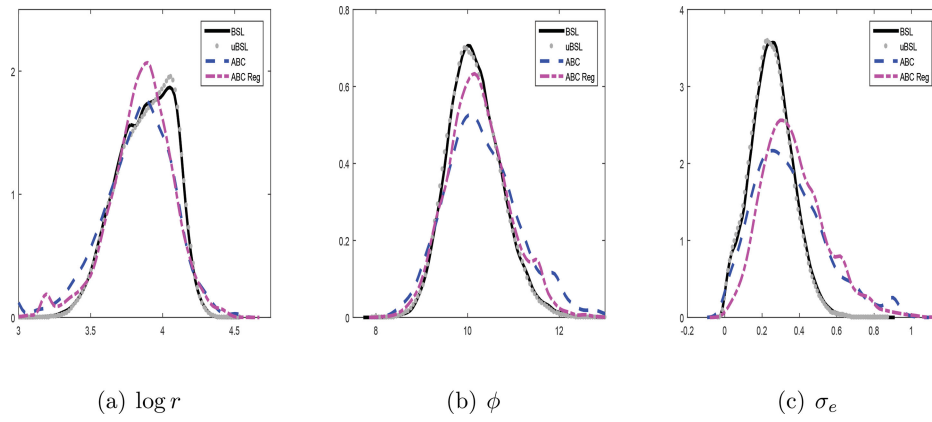 2
1
0
3
3.5
4
4.5
BSL
uBSL
ABC
ABC Reg
(a) log r
0.8
0.6
0.4
0.2
0
8
10
12
BSL
uBSL
ABC
ABC Reg
(b) ϕ
4
3
2
1
0
-0.2
0
0.2
0.4
0.6
0.8
1
BSL
uBSL
ABC
ABC Reg
(c) σₑ